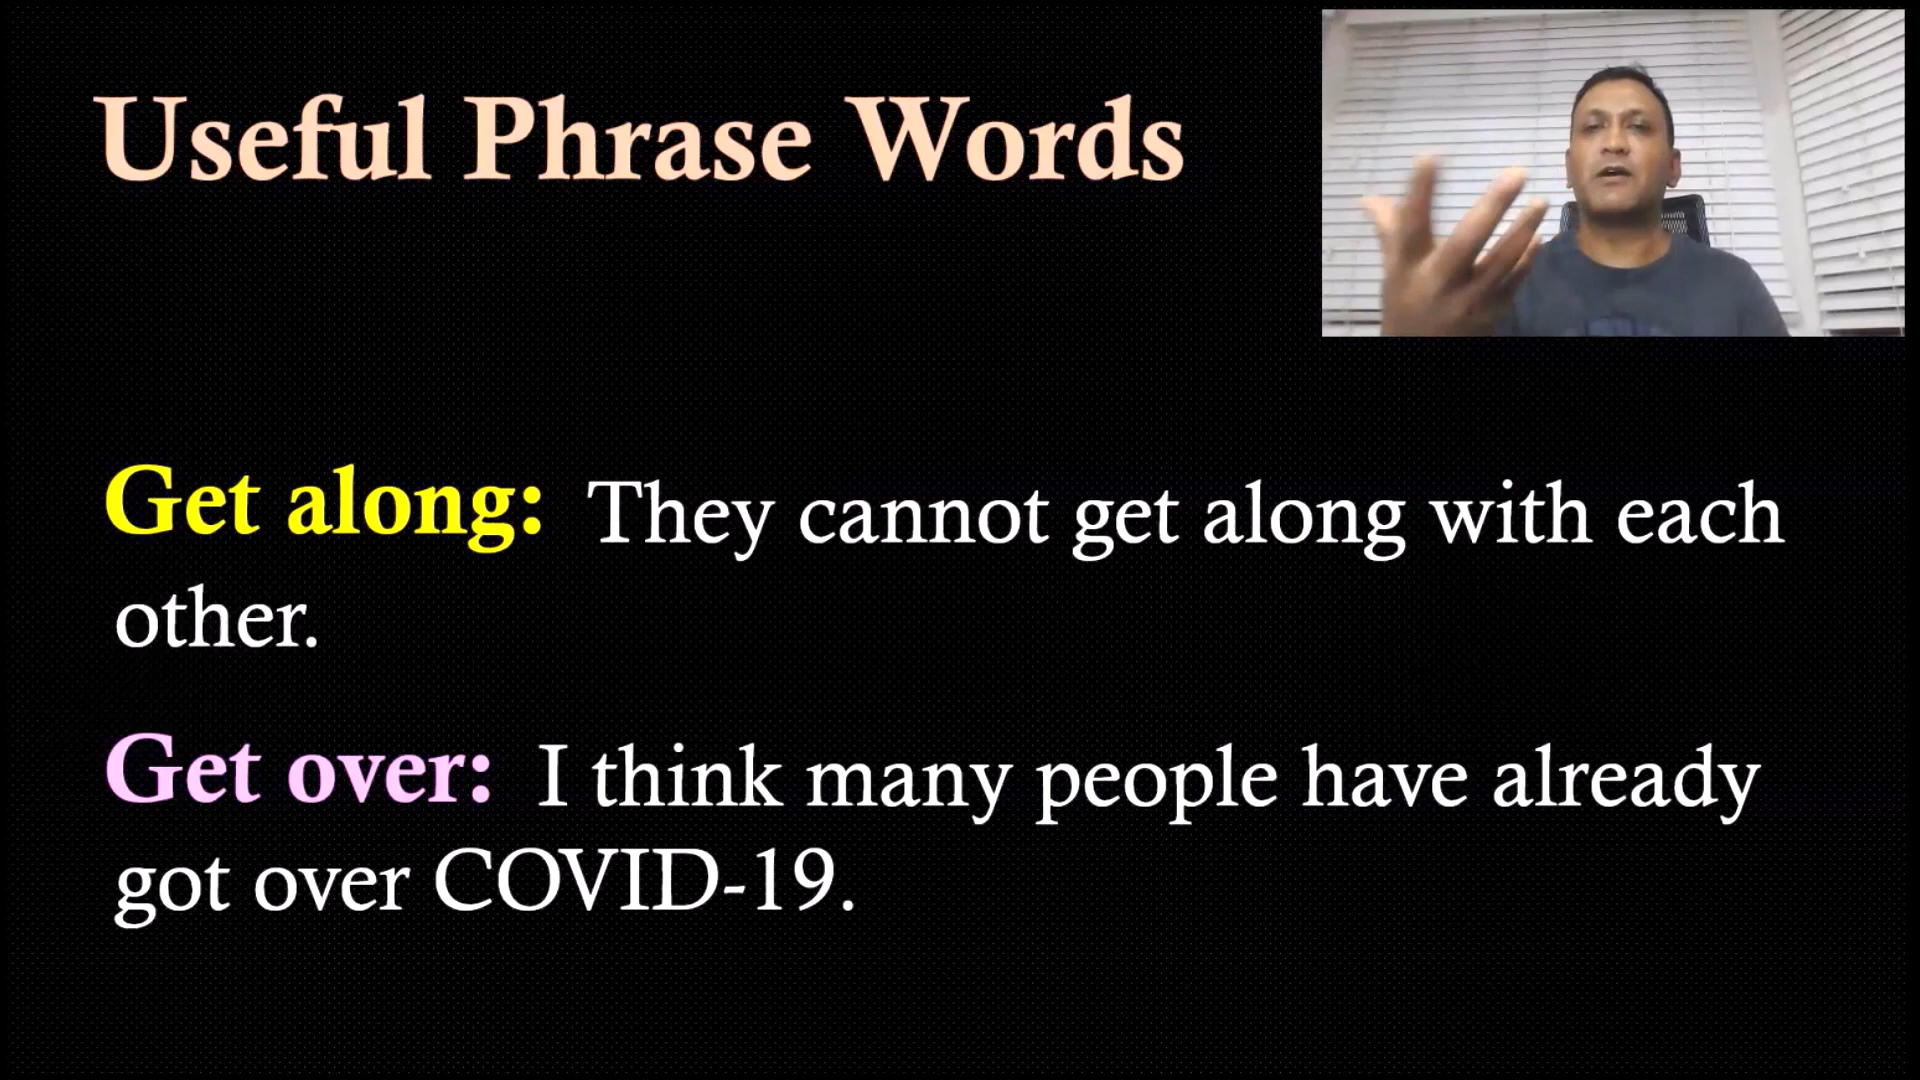 Useful Phrase Words
Get along: They cannot get along with each
other.
Get over: I think many people have already
got over COVID-19.